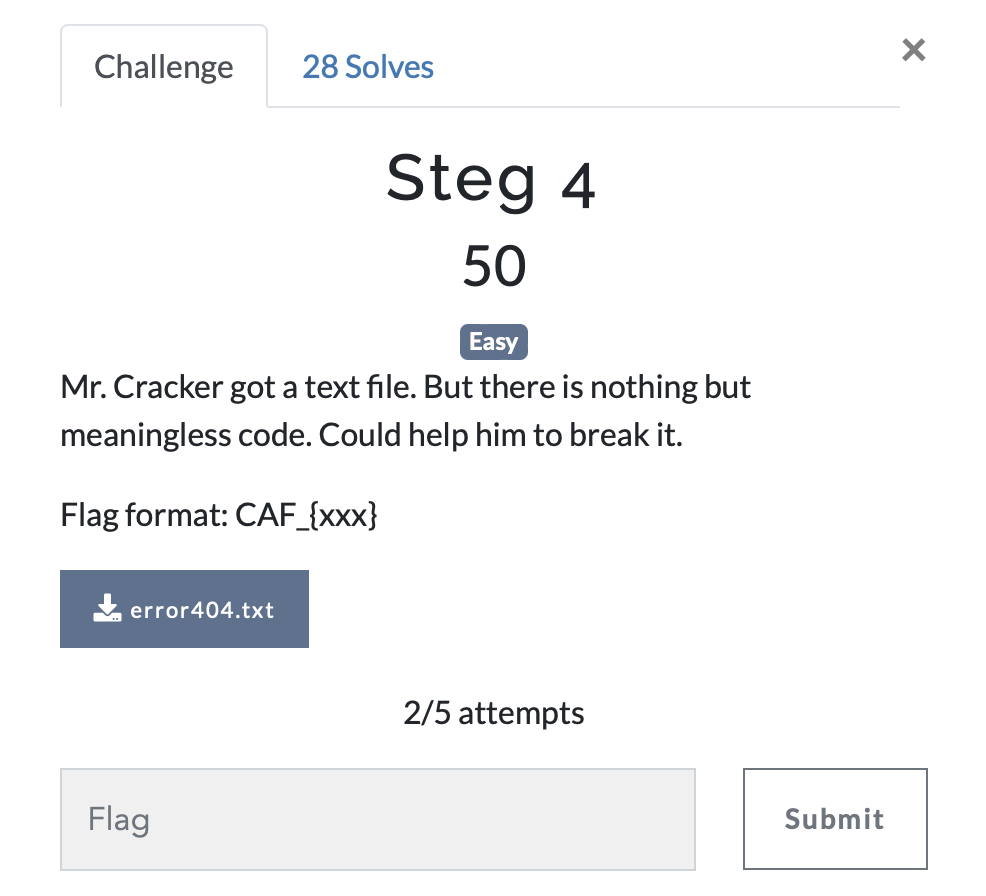 Challenge
28 Solves
×
Steg 4
50
Easy
Mr. Cracker got a text file. But there is nothing but
meaningless code. Could help him to break it.
Flag format: CAF_{xxx}
error404.txt
2/5 attempts
Flag
Submit